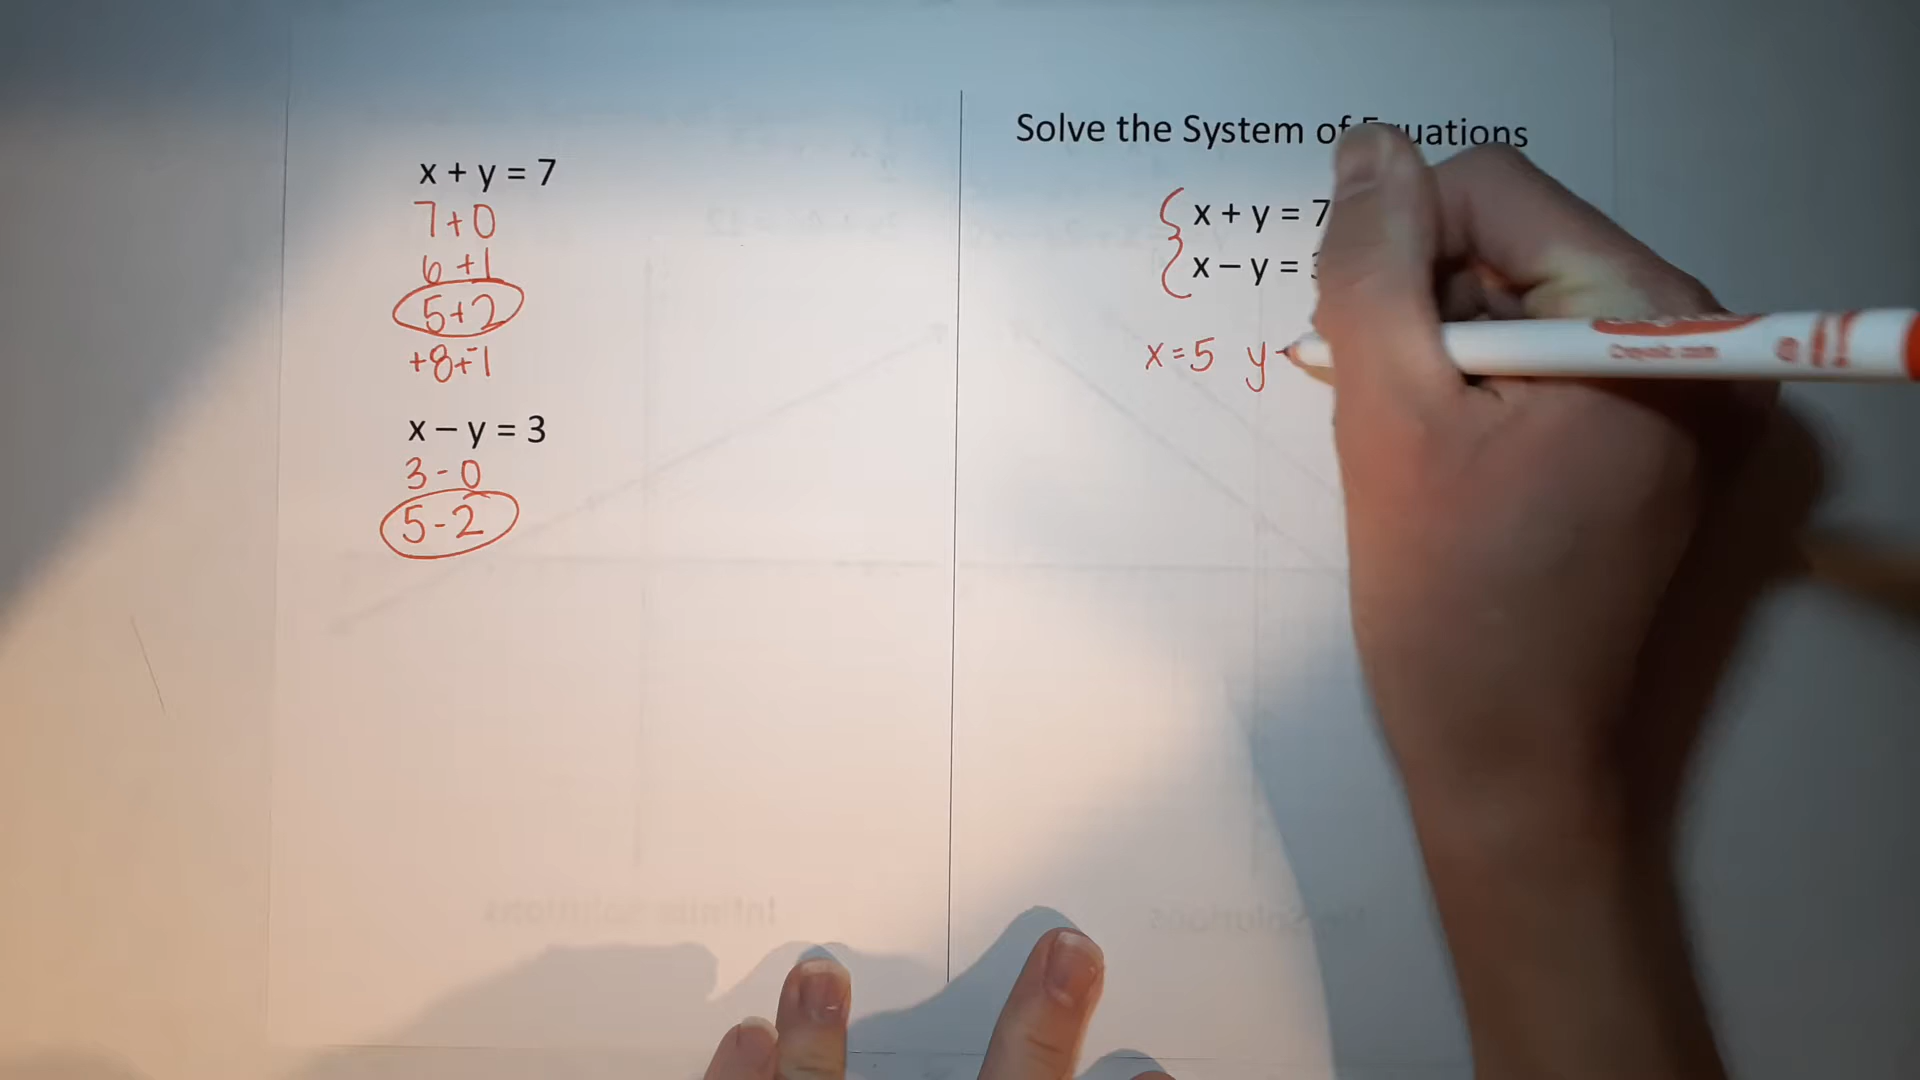 x + y = 7
7+0
6+1
5+2
+8+-1
x – y = 3
3-0
5-2
Solve the System of
x + y = 7
x – y =
x=5 y